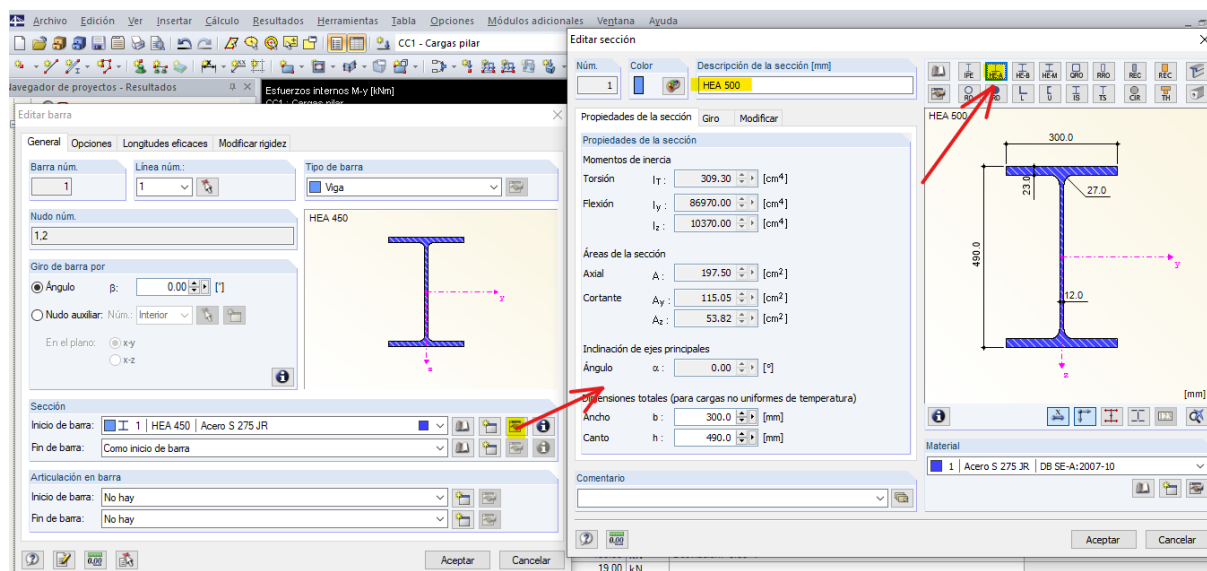 Archivo Edición Ver Insertar Cálculo Resultados Herramientas Tabla Opciones Módulos adicionales Ventana Ayuda
CC1 - Cargas pilar
Navegador de proyectos - Resultados
Esfuerzos internos M-y [kNm]
CC1 : Cargas pilar
Editar barra
General Opciones Longitudes eficaces Modificar rigidez
Barra núm. Línea núm.: Tipo de barra
1 1 Viga
Nudo núm. HEA 450
1,2
Giro de barra por
Ángulo β: 0.00 [°]
Nudo auxiliar: Núm.: Interior
En el plano: x-y
x-z
y
z
Sección
Inicio de barra: 1 HEA 450 Acero S 275 JR
Fin de barra: Como inicio de barra
Articulación en barra
Inicio de barra: No hay
Fin de barra: No hay
0,00 Aceptar Cancelar
Editar sección
Núm. Color Descripción de la sección [mm]
1 HEA 500
IPE HE-A HE-B HE-M QRO RRO REC REC
RO L U IS TS CIR TH
Propiedades de la sección Giro Modificar
Propiedades de la sección
Momentos de inercia
Torsión IT : 309.30 [cm4]
Flexión Iy : 86970.00 [cm4]
Iz : 10370.00 [cm4]
Áreas de la sección
Axial A : 197.50 [cm2]
Cortante Ay : 115.05 [cm2]
Az : 53.82 [cm2]
Inclinación de ejes principales
Ángulo α : 0.00 [°]
Dimensiones totales (para cargas no uniformes de temperatura)
Ancho b : 300.0 [mm]
Canto h : 490.0 [mm]
Comentario
HEA 500
300.0
23.0
27.0
490.0
12.0
y
z
[mm]
Material
1 Acero S 275 JR DB SE-A:2007-10
0,00 Aceptar Cancelar
19.00 kN